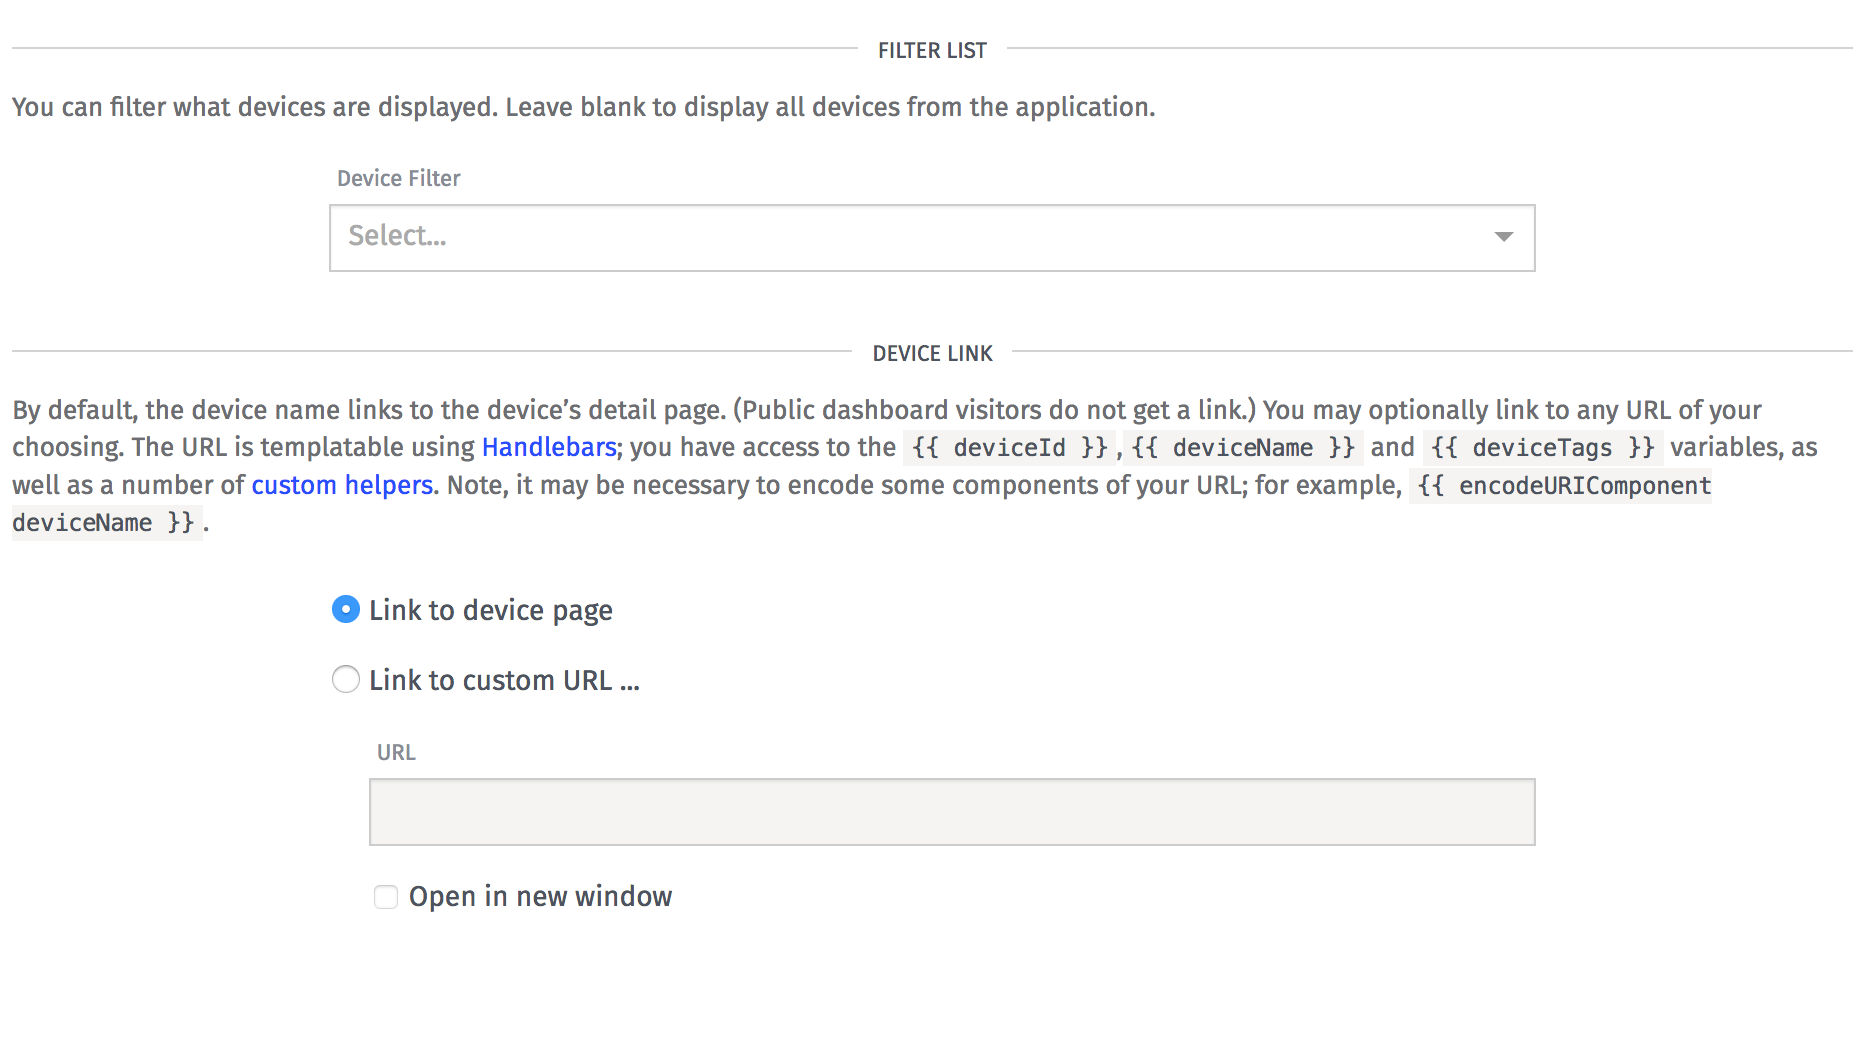 FILTER LIST
You can filter what devices are displayed. Leave blank to display all devices from the application.
Device Filter
Select...
DEVICE LINK
By default, the device name links to the device’s detail page. (Public dashboard visitors do not get a link.) You may optionally link to any URL of your
choosing. The URL is templatable using Handlebars; you have access to the {{ deviceId }}, {{ deviceName }} and {{ deviceTags }} variables, as
well as a number of custom helpers. Note, it may be necessary to encode some components of your URL; for example, {{ encodeURIComponent
deviceName }}.
Link to device page
Link to custom URL ...
URL
Open in new window